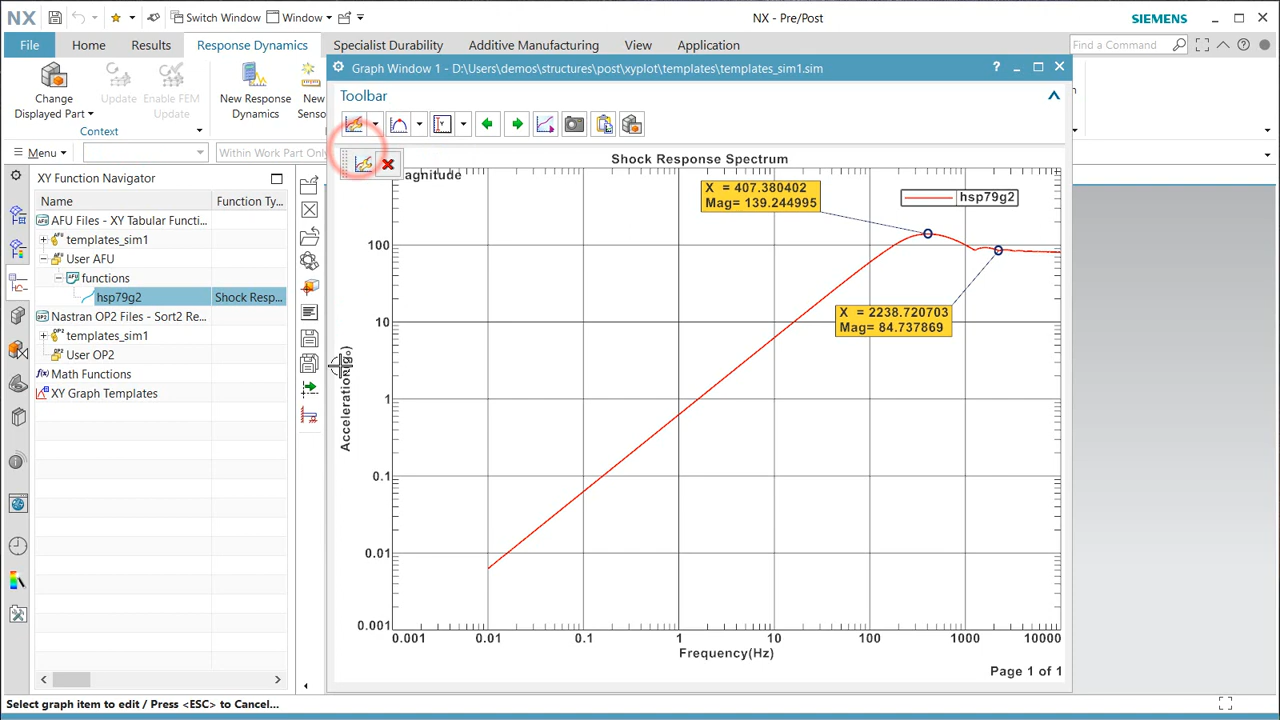 NX
Switch Window
Window
NX - Pre/Post
SIEMENS
File
Home
Results
Response Dynamics
Specialist Durability
Additive Manufacturing
View
Application
Find a Command
Change
Displayed Part
Update
Enable FEM
Update
New Response
Dynamics
New
Senso
Context
Menu
Within Work Part Onl
Graph Window 1 - D:\Users\demos\structures\post\xyplot\templates\templates_sim1.sim
Toolbar
XY Function Navigator
Name
Function Ty...
AFU Files - XY Tabular Functi...
templates_sim1
User AFU
functions
hsp79g2
Shock Resp...
Nastran OP2 Files - Sort2 Re...
templates_sim1
User OP2
Math Functions
XY Graph Templates
Shock Response Spectrum
agnitude
X = 407.380402
Mag= 139.244995
hsp79g2
X = 2238.720703
Mag= 84.737869
100
10
1
0.1
0.01
0.001
0.001
0.01
0.1
1
10
100
1000
10000
Frequency(Hz)
Page 1 of 1
Select graph item to edit / Press <ESC> to Cancel...